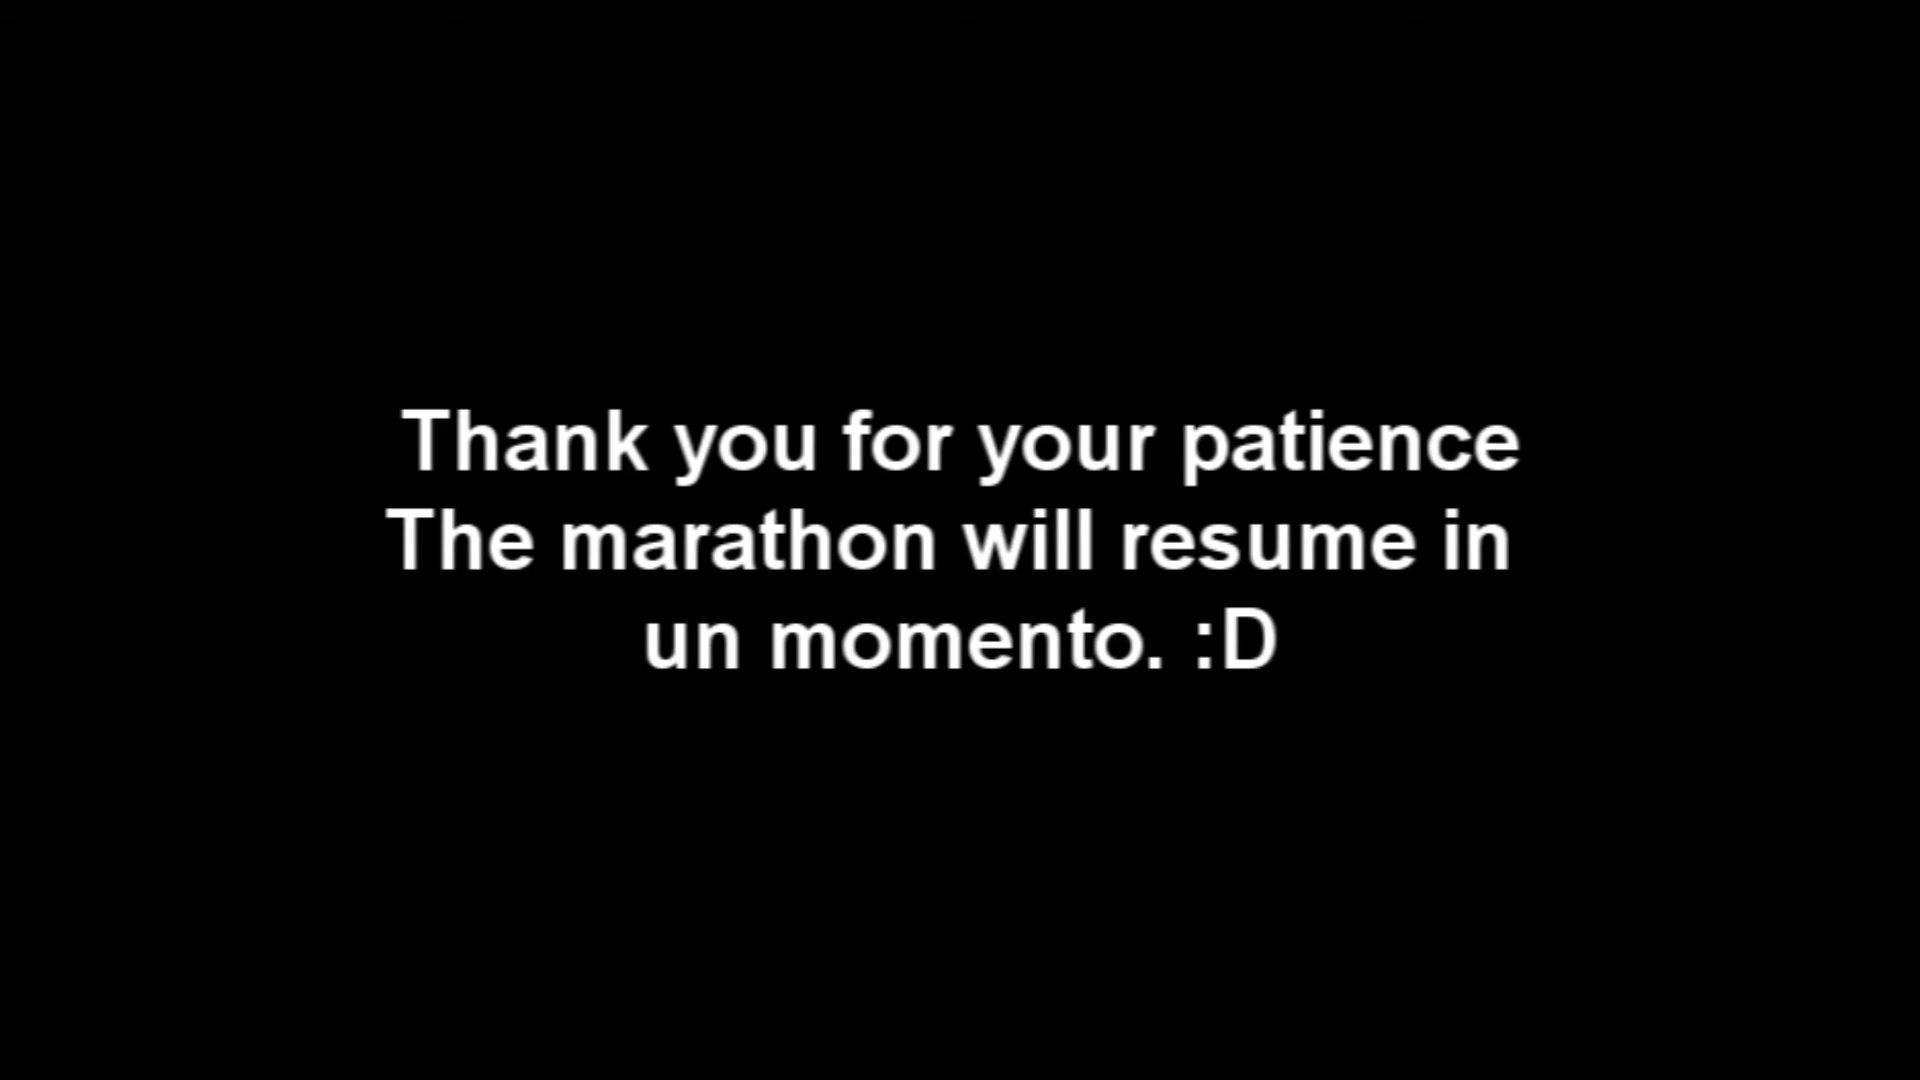 Thank you for your patience
The marathon will resume in
un momento. :D